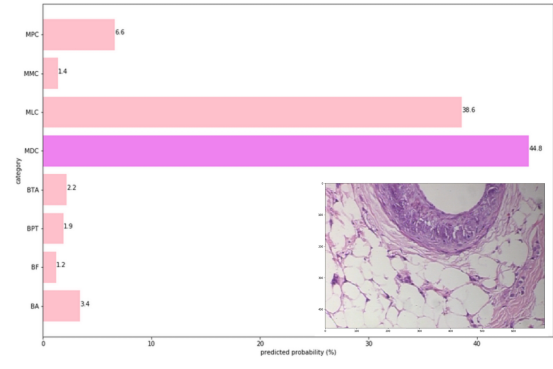 MPC 6.6
MMC 1.4
MLC 38.6
MDC 44.8
BTA 2.2
BPT 1.9
BF 1.2
BA 3.4
category
0 10 20 30 40
predicted probability (%)